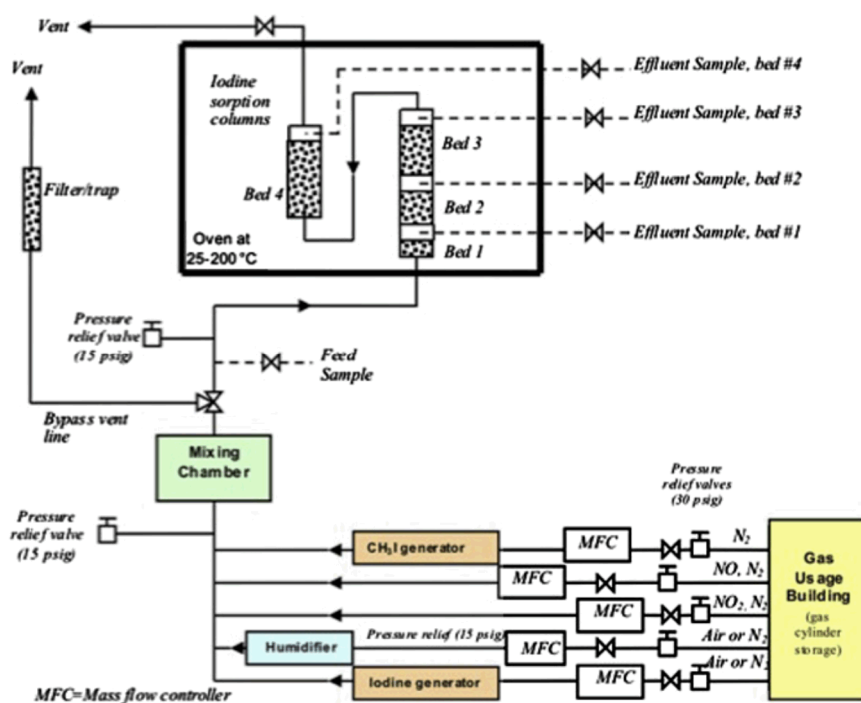 Vent
Vent
Iodine
sorption
columns
Effluent Sample, bed #4
Effluent Sample, bed #3
Bed 3
Filter/trap
Bed 4
Effluent Sample, bed #2
Bed 2
Oven at
25-200°C
Effluent Sample, bed #1
Bed 1
Pressure
relief valve
(15 psig)
Feed
Sample
Bypass vent
line
Mixing
Chamber
Pressure
relief valves
(30 psig)
Pressure
relief valve
(15 psig)
CH3I generator
MFC
N2
MFC
NO, N2
MFC
NO2, N2
Humidifier
Pressure relief (15 psig)
MFC
Air or N2
Iodine generator
MFC
Air or N2
Gas
Usage
Building
(gas
cylinder
storage)
MFC=Mass flow controller